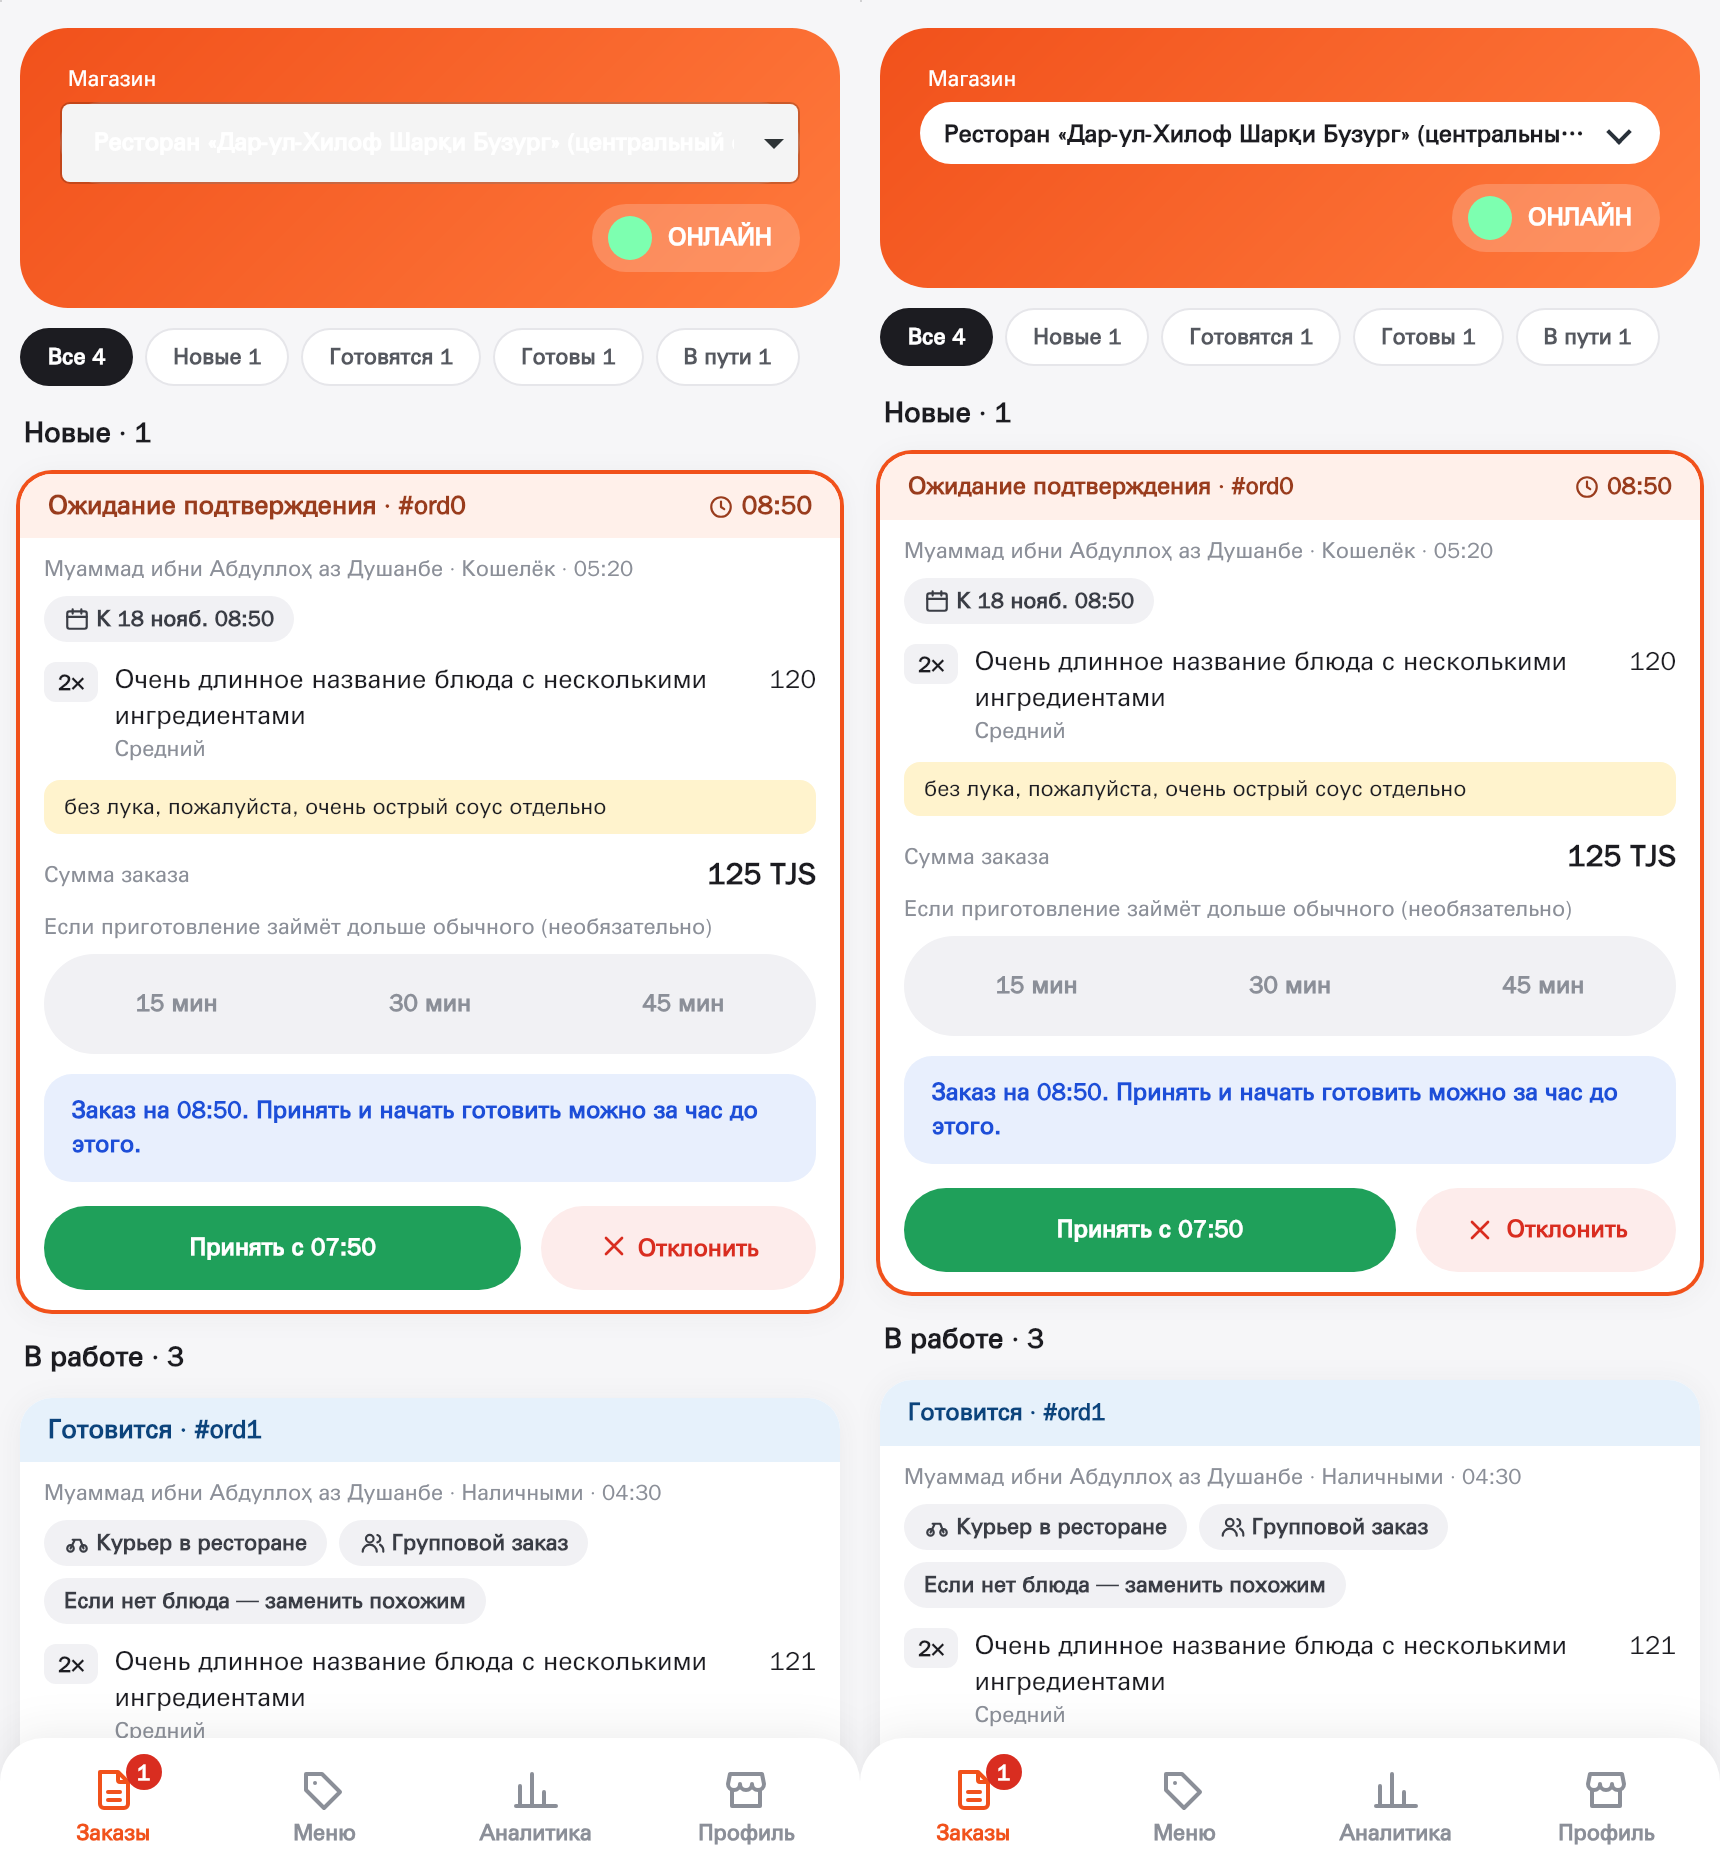 Магазин
Ресторан «Дар-ул-Хилоф Шарқи Бузург» (центральный
ОНЛАЙН
Все 4
Новые 1
Готовятся 1
Готовы 1
В пути 1
Новые · 1
Ожидание подтверждения · #ord0
08:50
Муаммад ибни Абдуллоҳ аз Душанбе · Кошелёк · 05:20
К 18 нояб. 08:50
2×
Очень длинное название блюда с несколькими
120
ингредиентами
Средний
без лука, пожалуйста, очень острый соус отдельно
Сумма заказа
125 TJS
Если приготовление займёт дольше обычного (необязательно)
15 мин
30 мин
45 мин
Заказ на 08:50. Принять и начать готовить можно за час до
этого.
Принять с 07:50
Отклонить
В работе · 3
Готовится · #ord1
Муаммад ибни Абдуллоҳ аз Душанбе · Наличными · 04:30
Курьер в ресторане
Групповой заказ
Если нет блюда — заменить похожим
2×
Очень длинное название блюда с несколькими
121
ингредиентами
Средний
1
Заказы
Меню
Аналитика
Профиль
Магазин
Ресторан «Дар-ул-Хилоф Шарқи Бузург» (центральны···
ОНЛАЙН
Все 4
Новые 1
Готовятся 1
Готовы 1
В пути 1
Новые · 1
Ожидание подтверждения · #ord0
08:50
Муаммад ибни Абдуллоҳ аз Душанбе · Кошелёк · 05:20
К 18 нояб. 08:50
2×
Очень длинное название блюда с несколькими
120
ингредиентами
Средний
без лука, пожалуйста, очень острый соус отдельно
Сумма заказа
125 TJS
Если приготовление займёт дольше обычного (необязательно)
15 мин
30 мин
45 мин
Заказ на 08:50. Принять и начать готовить можно за час до
этого.
Принять с 07:50
Отклонить
В работе · 3
Готовится · #ord1
Муаммад ибни Абдуллоҳ аз Душанбе · Наличными · 04:30
Курьер в ресторане
Групповой заказ
Если нет блюда — заменить похожим
2×
Очень длинное название блюда с несколькими
121
ингредиентами
Средний
1
Заказы
Меню
Аналитика
Профиль